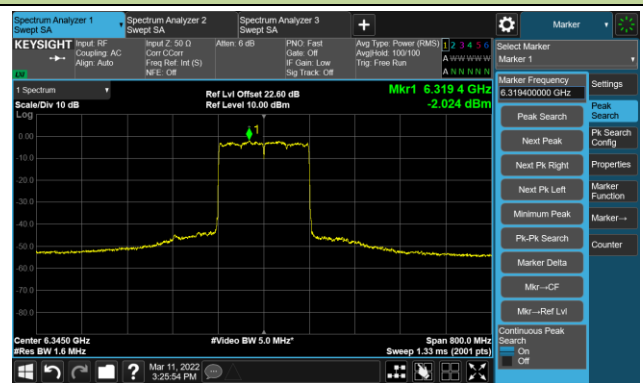 Spectrum Analyzer 1
Swept SA
Spectrum Analyzer 2
Swept SA
Spectrum Analyzer 3
Swept SA
Marker
KEYSIGHT
Input: RF
Coupling: AC
Align: Auto
Input Z: 50 Ω
Corr CCorr
Freq Ref: Int (S)
NFE: Off
Atten: 6 dB
PNO: Fast
Gate: Off
IF Gain: Low
Sig Track: Off
Avg Type: Power (RMS)
Avg|Hold: 100/100
Trig: Free Run
1 2 3 4 5 6
A W W W W W
A N N N N N
LW
1 Spectrum
Scale/Div 10 dB
Log
Ref Lvl Offset 22.60 dB
Ref Level 10.00 dBm
Mkr1 6.319 4 GHz
-2.024 dBm
1
0.00
-10.0
-20.0
-30.0
-40.0
-50.0
-60.0
-70.0
-80.0
Center 6.3450 GHz
#Res BW 1.6 MHz
#Video BW 5.0 MHz*
Span 800.0 MHz
Sweep 1.33 ms (2001 pts)
Mar 11, 2022
3:25:54 PM
Select Marker
Marker 1
Marker Frequency
6.319400000 GHz
Peak Search
Next Peak
Next Pk Right
Next Pk Left
Minimum Peak
Pk-Pk Search
Marker Delta
Mkr→CF
Mkr→Ref Lvl
Continuous Peak
Search
On
Off
Settings
Peak
Search
Pk Search
Config
Properties
Marker
Function
Marker→
Counter